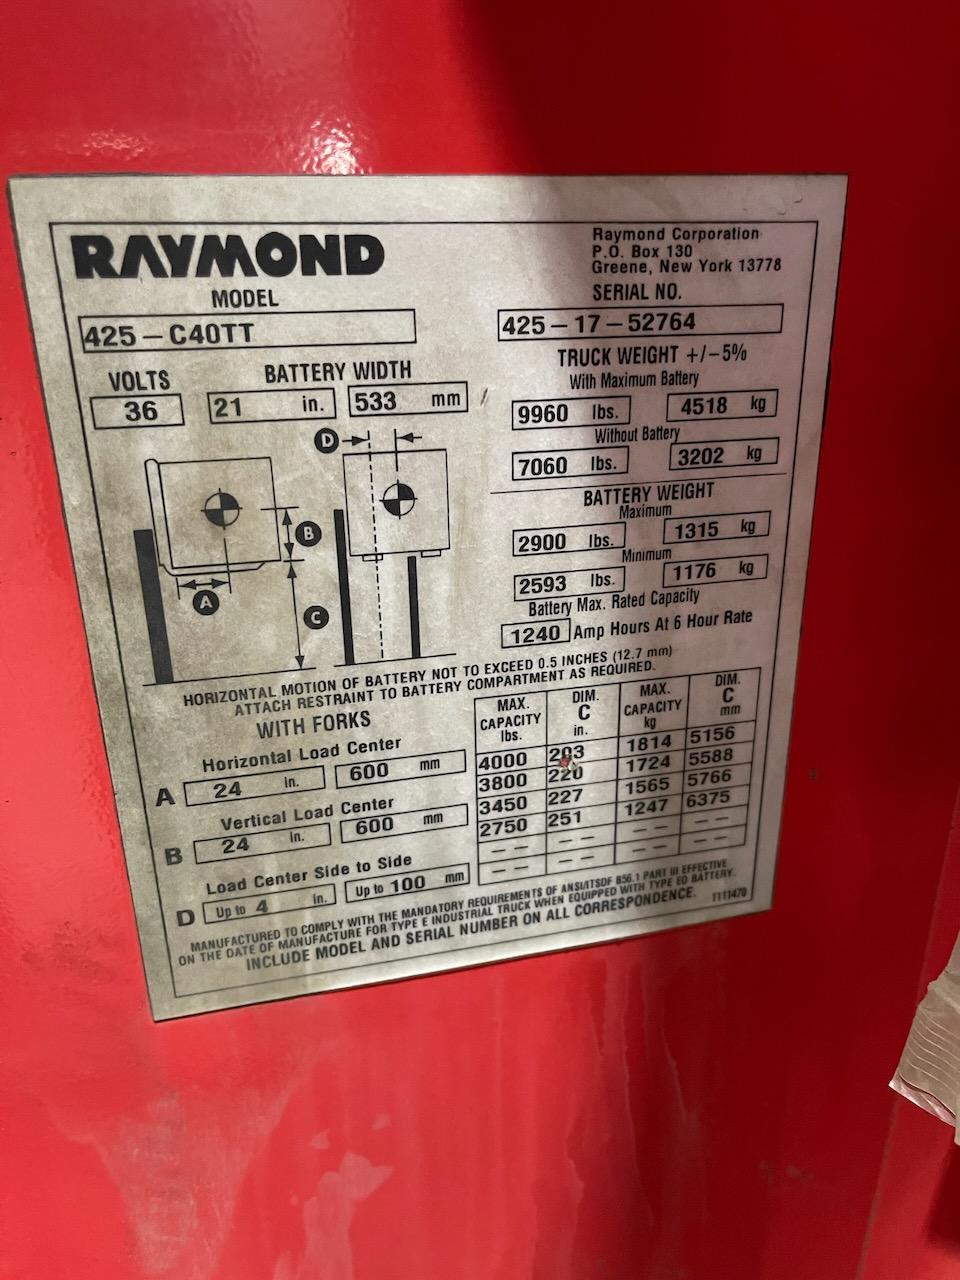 RAYMOND
Raymond Corporation
P.O. Box 130
Greene, New York 13778
MODEL
425-C40TT
SERIAL NO.
425-17-52764
VOLTS
36
BATTERY WIDTH
21 in. 533 mm
TRUCK WEIGHT +/-5%
With Maximum Battery
9960 lbs. 4518 kg
Without Battery
7060 lbs. 3202 kg
BATTERY WEIGHT
Maximum
2900 lbs. 1315 kg
Minimum
2593 lbs. 1176 kg
Battery Max. Rated Capacity
1240 Amp Hours At 6 Hour Rate
D
B
A
C
HORIZONTAL MOTION OF BATTERY NOT TO EXCEED 0.5 INCHES (12.7 mm)
ATTACH RESTRAINT TO BATTERY COMPARTMENT AS REQUIRED.
WITH FORKS
Horizontal Load Center
A 24 in. 600 mm
Vertical Load Center
B 24 in. 600 mm
Load Center Side to Side
D Up to 4 in. Up to 100 mm
MAX. CAPACITY lbs. DIM. C in. MAX. CAPACITY kg DIM. C mm
4000 203 1814 5156
3800 220 1724 5588
3450 227 1565 5766
2750 251 1247 6375
-- -- -- --
-- -- -- --
MANUFACTURED TO COMPLY WITH THE MANDATORY REQUIREMENTS OF ANSI/ITSDF B56.1 PART III EFFECTIVE
ON THE DATE OF MANUFACTURE FOR TYPE E INDUSTRIAL TRUCK WHEN EQUIPPED WITH TYPE EO BATTERY.
INCLUDE MODEL AND SERIAL NUMBER ON ALL CORRESPONDENCE.
1111470